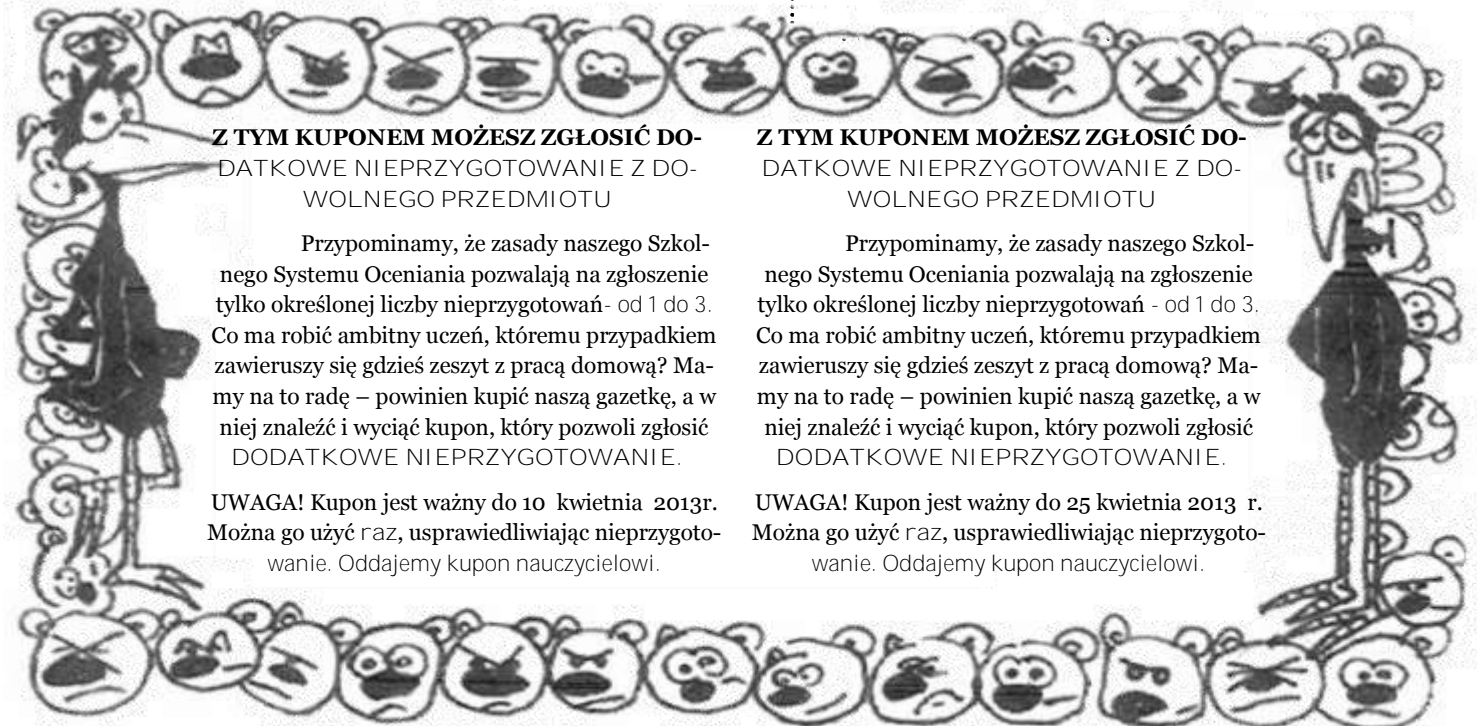 Z TYM KUPONEM MOŻESZ ZGŁOSIĆ DO-
DATKOWE NIEPRZYGOTOWANIE Z DO-
WOLNEGO PRZEDMIOTU
Przypominamy, że zasady naszego Szkol-
nego Systemu Oceniania pozwalają na zgłoszenie
tylko określonej liczby nieprzygotowań- od 1 do 3.
Co ma robić ambitny uczeń, któremu przypadkiem
zawieruszy się gdzieś zeszyt z pracą domową? Ma-
my na to radę – powinien kupić naszą gazetkę, a w
niej znaleźć i wyciąć kupon, który pozwoli zgłosić
DODATKOWE NIEPRZYGOTOWANIE.
UWAGA! Kupon jest ważny do 10 kwietnia 2013r.
Można go użyć raz, usprawiedliwiając nieprzygoto-
wanie. Oddajemy kupon nauczycielowi.
Z TYM KUPONEM MOŻESZ ZGŁOSIĆ DO-
DATKOWE NIEPRZYGOTOWANIE Z DO-
WOLNEGO PRZEDMIOTU
Przypominamy, że zasady naszego Szkol-
nego Systemu Oceniania pozwalają na zgłoszenie
tylko określonej liczby nieprzygotowań - od 1 do 3.
Co ma robić ambitny uczeń, któremu przypadkiem
zawieruszy się gdzieś zeszyt z pracą domową? Ma-
my na to radę – powinien kupić naszą gazetkę, a w
niej znaleźć i wyciąć kupon, który pozwoli zgłosić
DODATKOWE NIEPRZYGOTOWANIE.
UWAGA! Kupon jest ważny do 25 kwietnia 2013 r.
Można go użyć raz, usprawiedliwiając nieprzygoto-
wanie. Oddajemy kupon nauczycielowi.